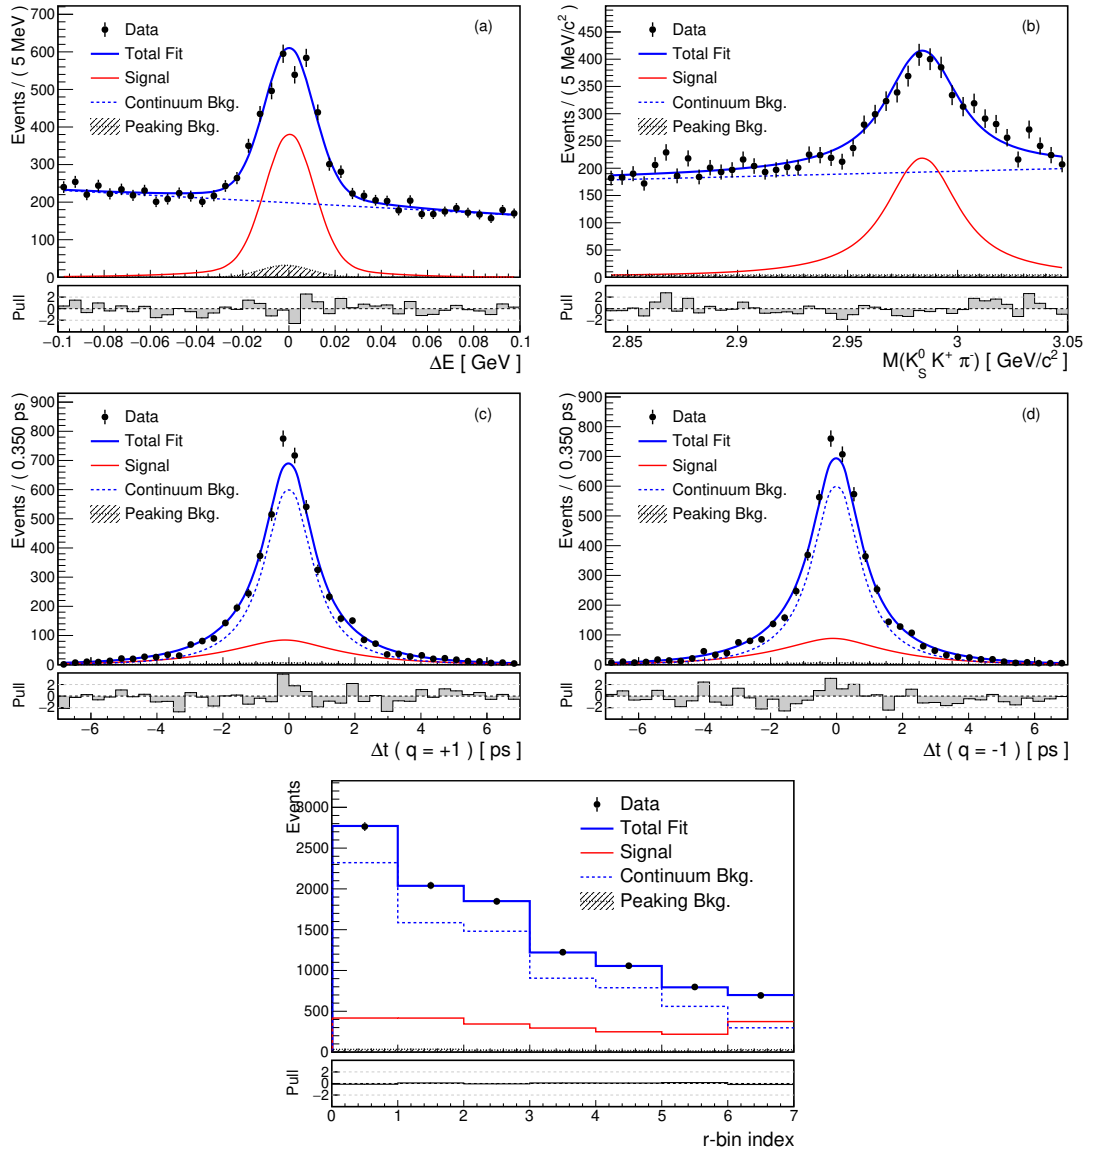 (a)
Data
Total Fit
Signal
Continuum Bkg.
Peaking Bkg.
Events / ( 5 MeV )
700
600
500
400
300
200
100
0
Pull
2
0
−2
−0.1 −0.08 −0.06 −0.04 −0.02 0 0.02 0.04 0.06 0.08 0.1
ΔE [ GeV ]
(b)
Data
Total Fit
Signal
Continuum Bkg.
Peaking Bkg.
Events / ( 5 MeV/c²)
450
400
350
300
250
200
150
100
50
0
Pull
2
0
−2
2.85 2.9 2.95 3 3.05
M(K⁰_S K⁺ π⁻) [ GeV/c² ]
(c)
Data
Total Fit
Signal
Continuum Bkg.
Peaking Bkg.
Events / ( 0.350 ps )
900
800
700
600
500
400
300
200
100
0
Pull
2
0
−2
−6 −4 −2 0 2 4 6
Δt ( q = +1 ) [ ps ]
(d)
Data
Total Fit
Signal
Continuum Bkg.
Peaking Bkg.
Events / ( 0.350 ps )
900
800
700
600
500
400
300
200
100
0
Pull
2
0
−2
−6 −4 −2 0 2 4 6
Δt ( q = -1 ) [ ps ]
Data
Total Fit
Signal
Continuum Bkg.
Peaking Bkg.
Events
3000
2500
2000
1500
1000
500
0
Pull
2
0
−2
0 1 2 3 4 5 6 7
r-bin index